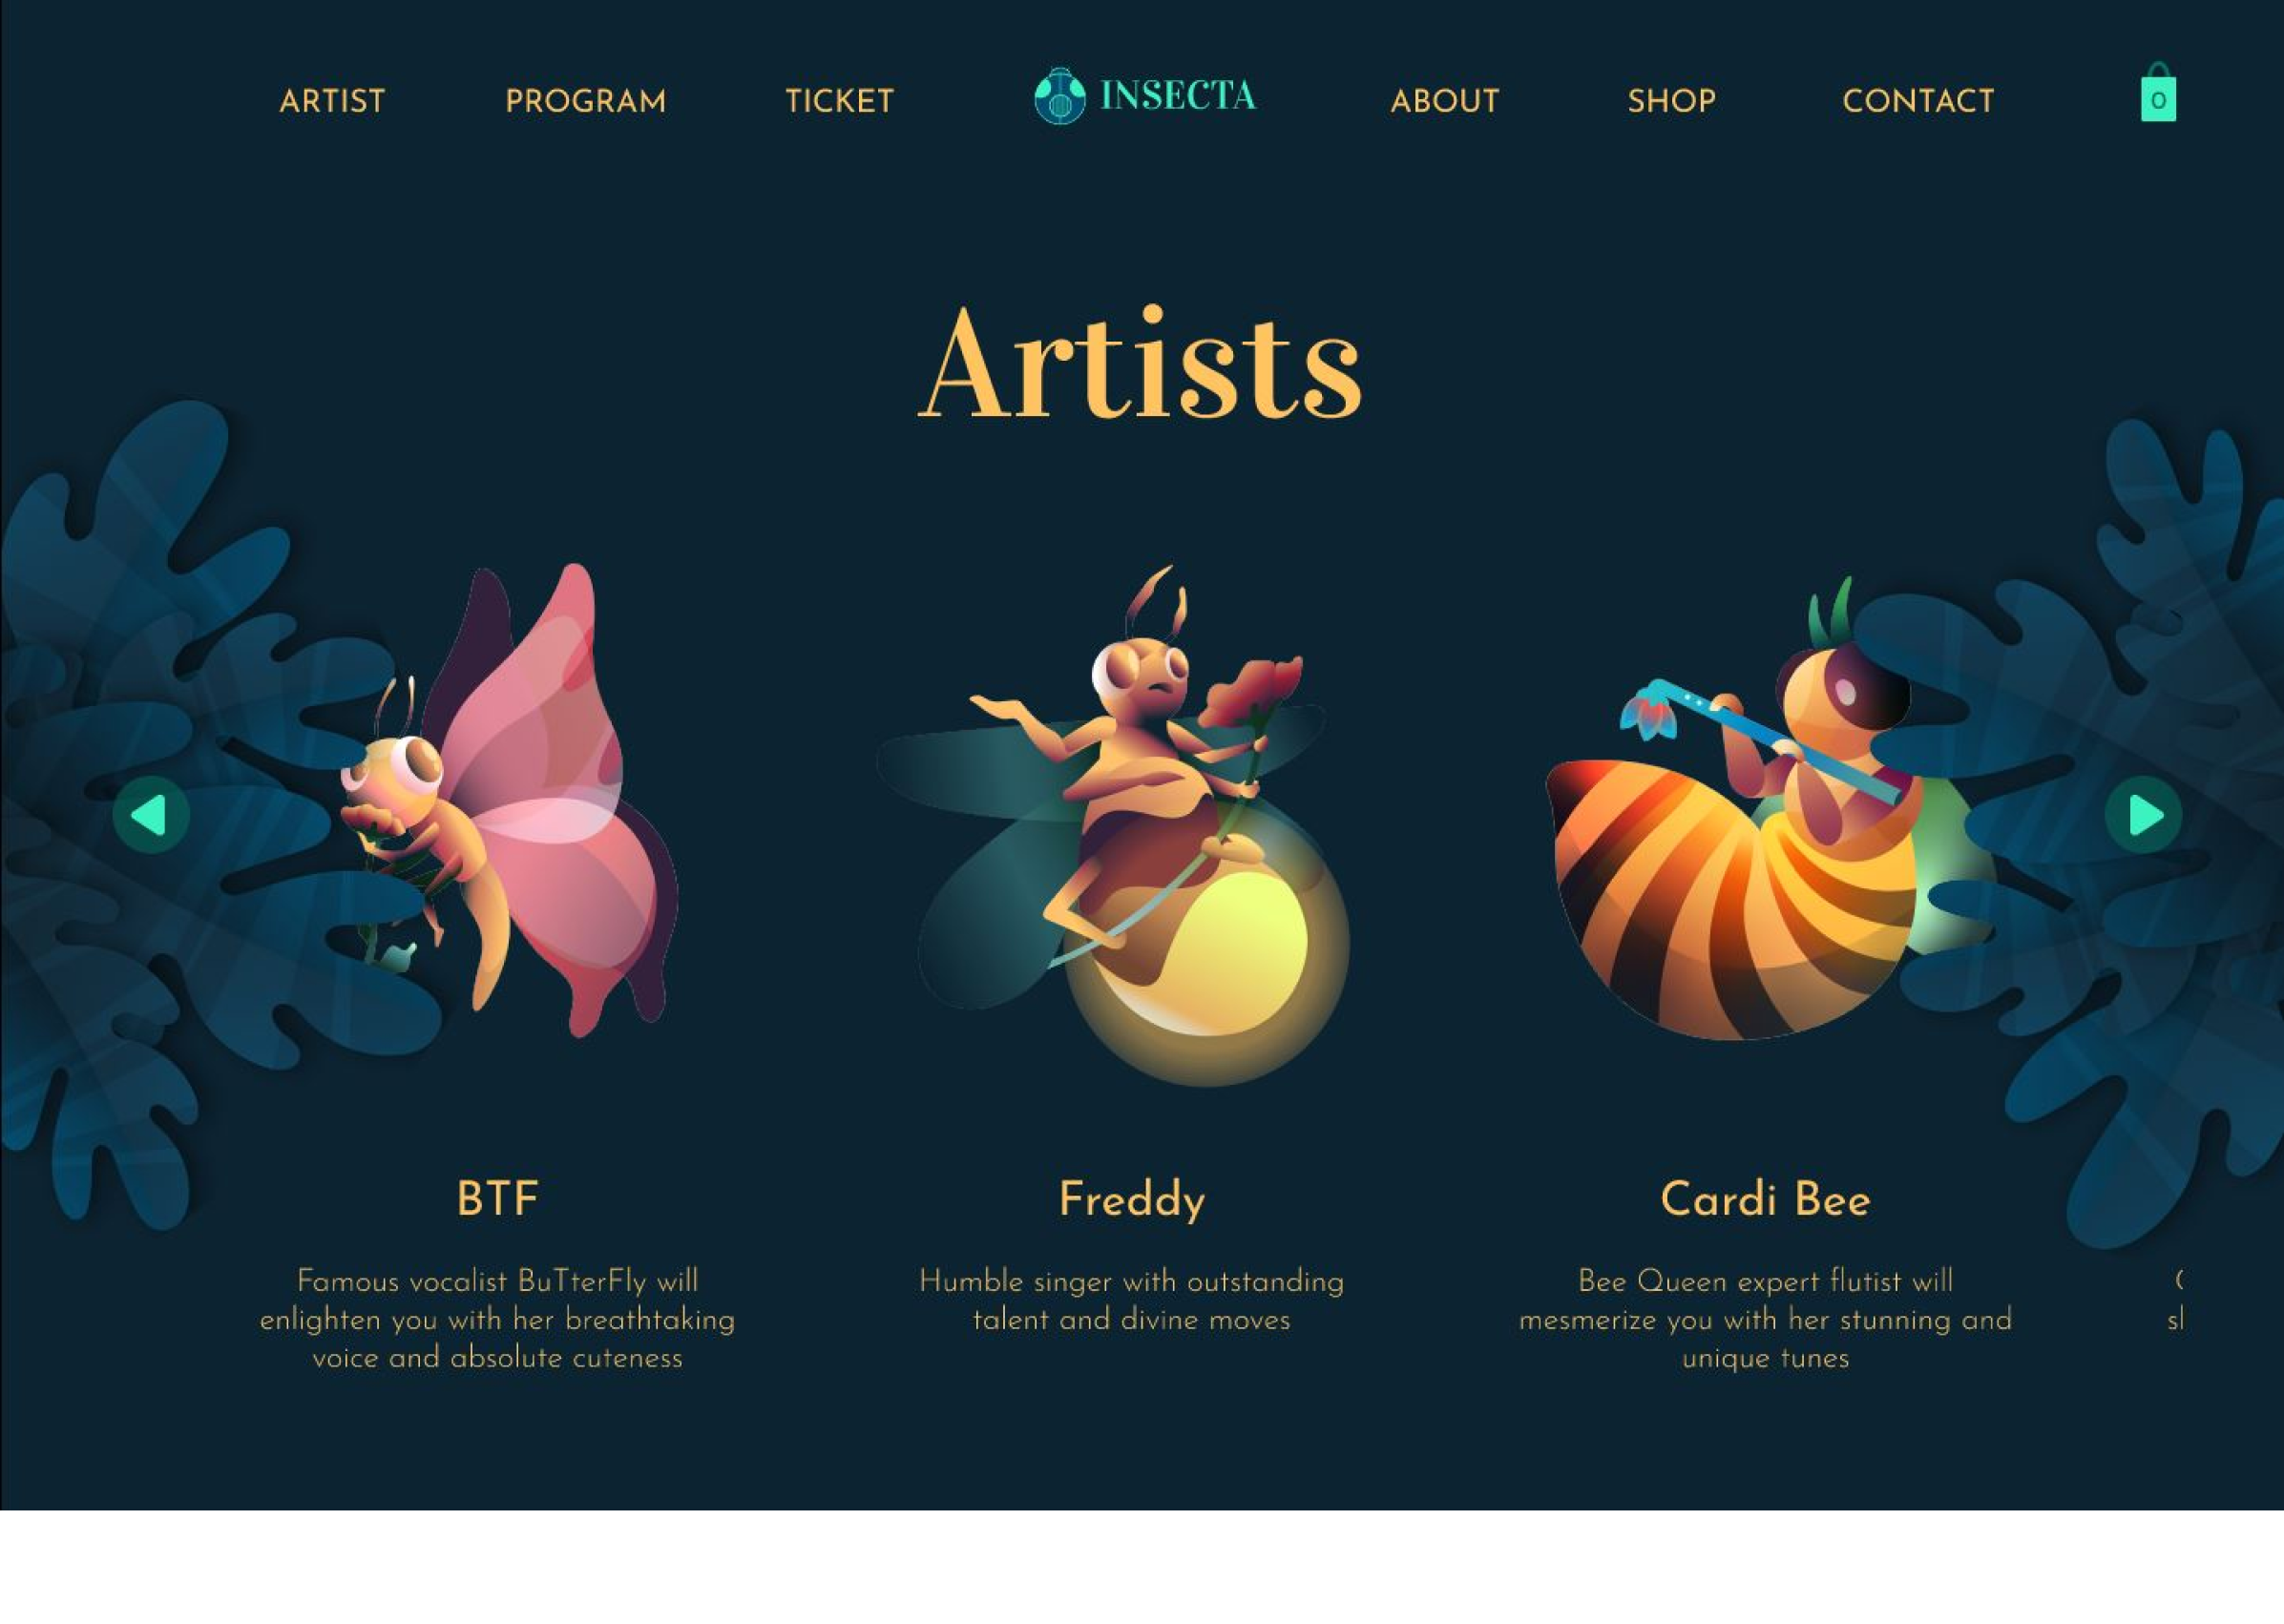 ARTIST PROGRAM TICKET INSECTA ABOUT SHOP CONTACT 0
Artists
BTF
Famous vocalist BuTterFly will
enlighten you with her breathtaking
voice and absolute cuteness
Freddy
Humble singer with outstanding
talent and divine moves
Cardi Bee
Bee Queen expert flutist will
mesmerize you with her stunning and
unique tunes